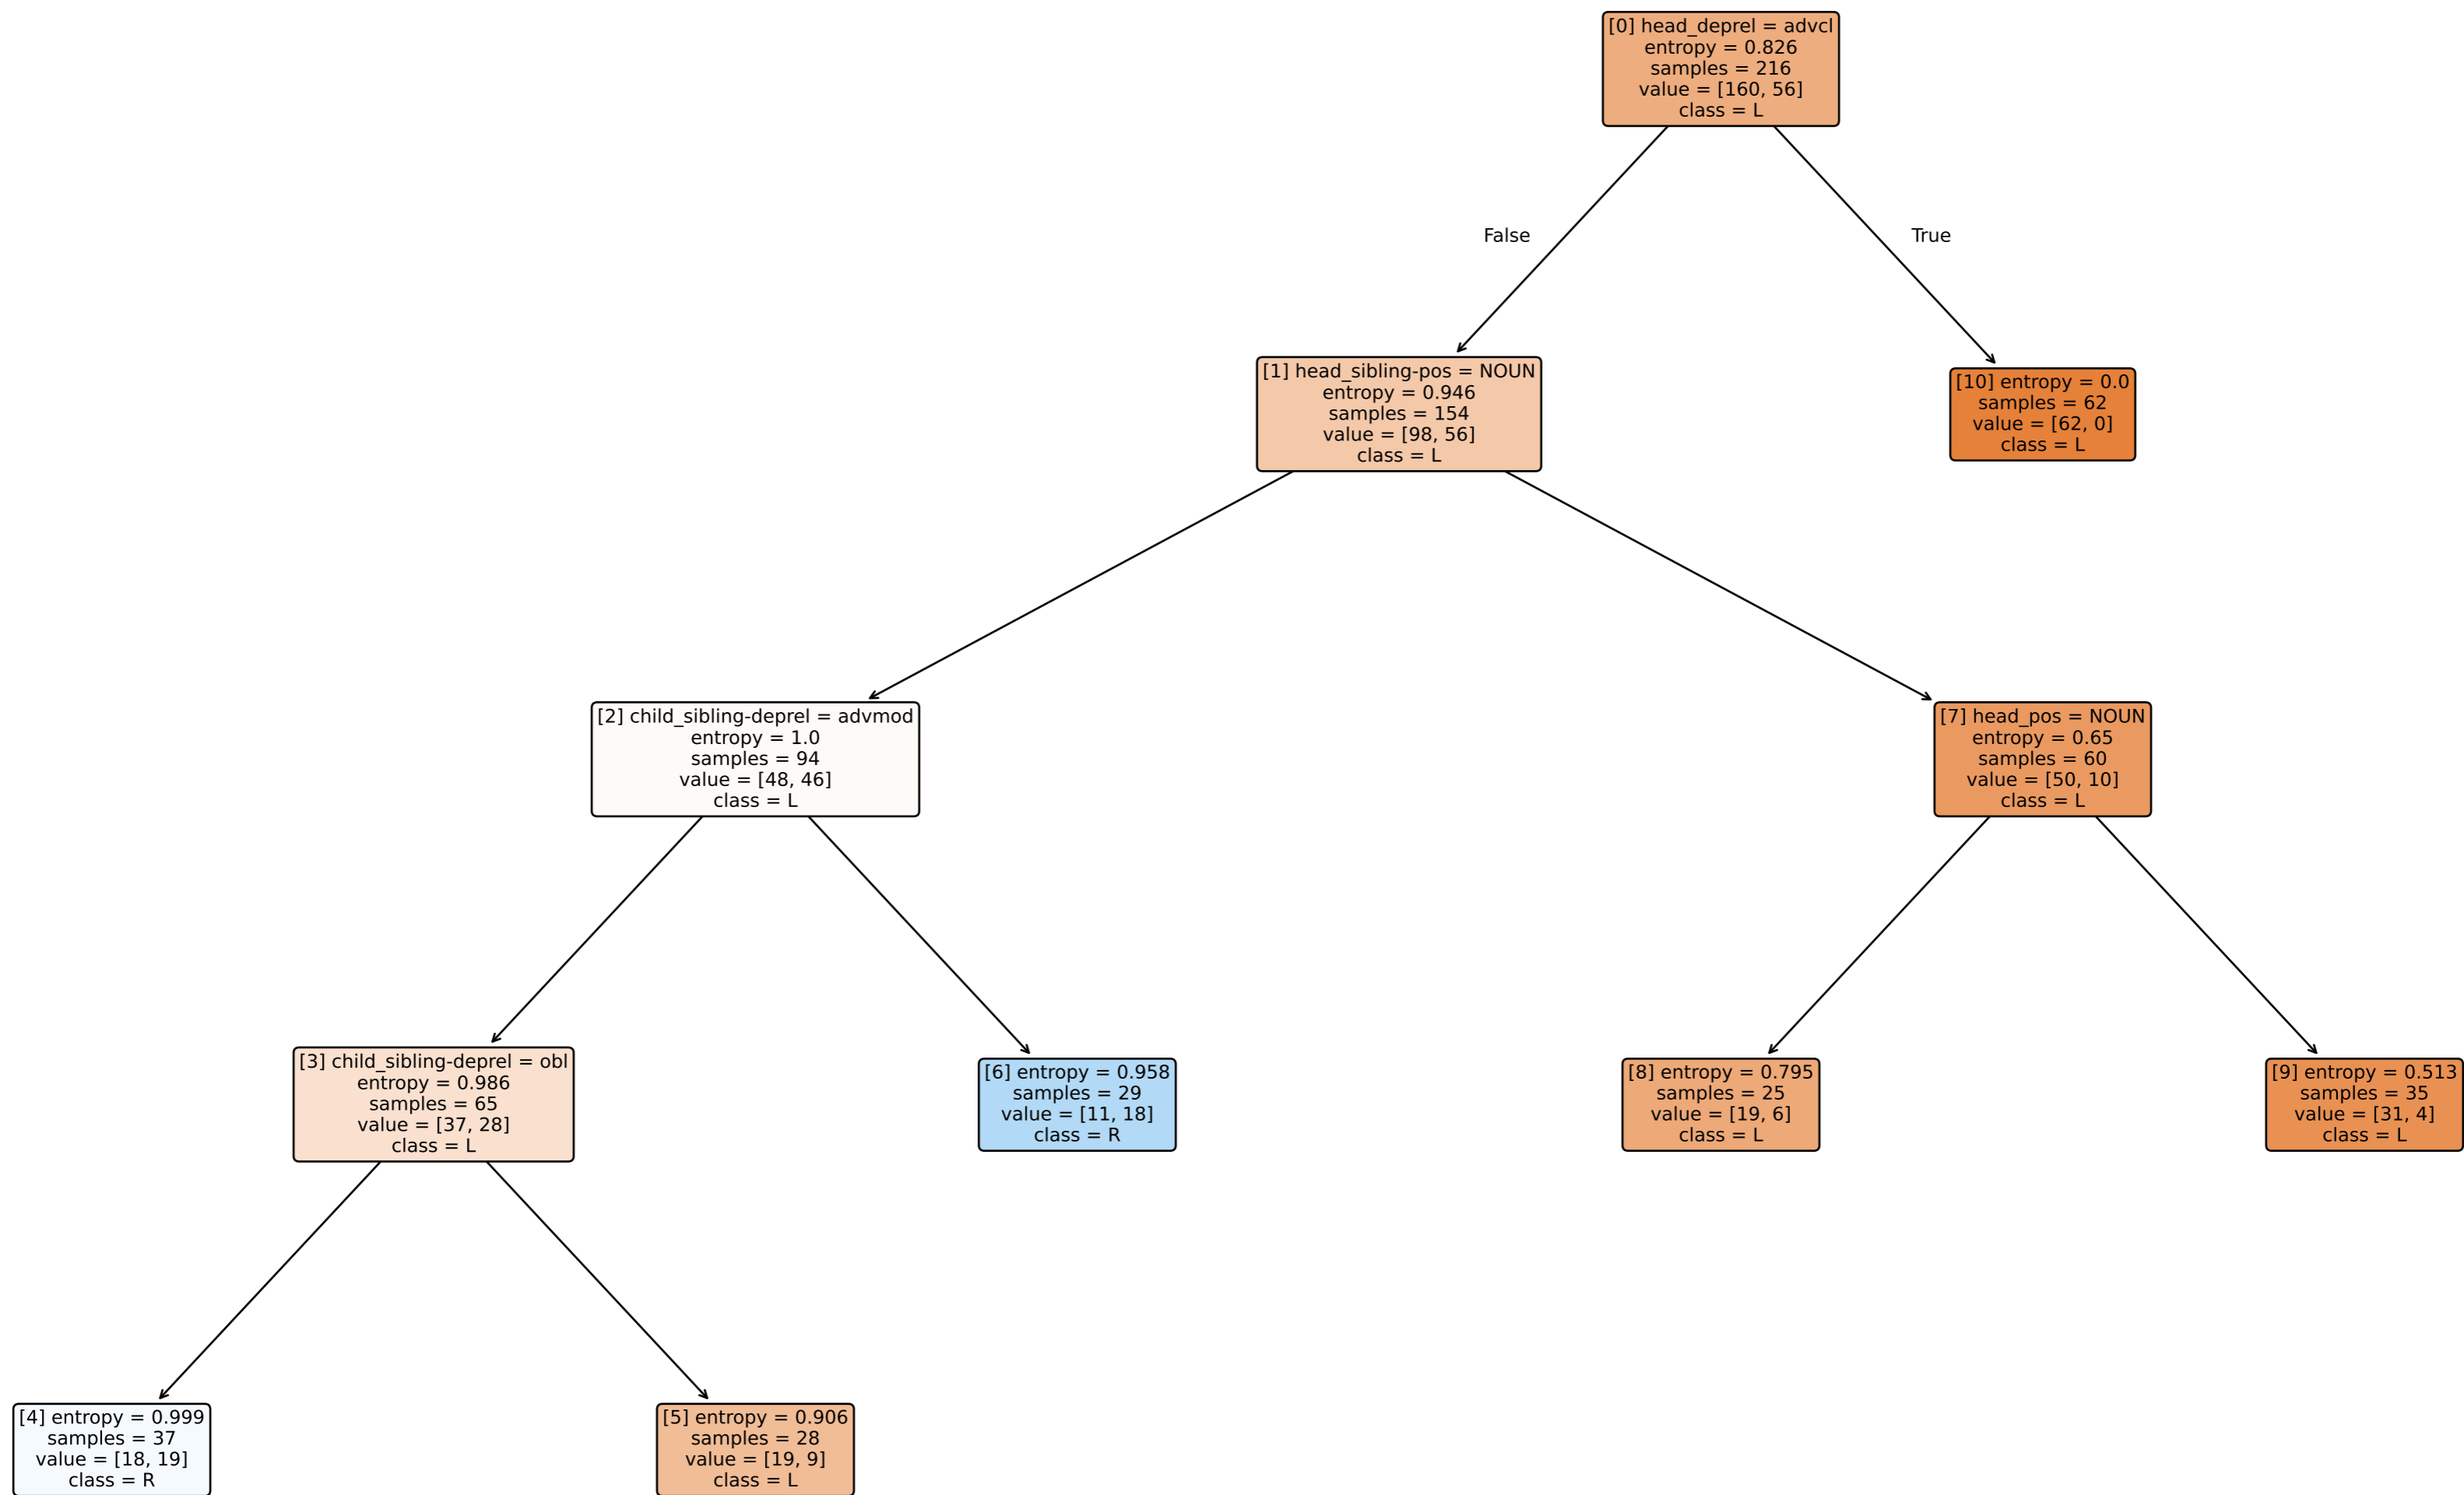 [0] head_deprel = advcl
entropy = 0.826
samples = 216
value = [160, 56]
class = L
False
True
[1] head_sibling-pos = NOUN
entropy = 0.946
samples = 154
value = [98, 56]
class = L
[10] entropy = 0.0
samples = 62
value = [62, 0]
class = L
[2] child_sibling-deprel = advmod
entropy = 1.0
samples = 94
value = [48, 46]
class = L
[7] head_pos = NOUN
entropy = 0.65
samples = 60
value = [50, 10]
class = L
[3] child_sibling-deprel = obl
entropy = 0.986
samples = 65
value = [37, 28]
class = L
[6] entropy = 0.958
samples = 29
value = [11, 18]
class = R
[8] entropy = 0.795
samples = 25
value = [19, 6]
class = L
[9] entropy = 0.513
samples = 35
value = [31, 4]
class = L
[4] entropy = 0.999
samples = 37
value = [18, 19]
class = R
[5] entropy = 0.906
samples = 28
value = [19, 9]
class = L